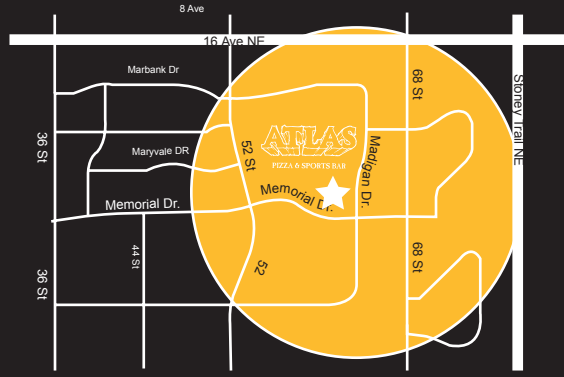 8 Ave
16 Ave NE
Marbank Dr
68 St
Stoney Trail NE
36 St
Maryvale DR
52 St
ATLAS
PIZZA & SPORTS BAR
Madigan Dr.
Memorial Dr.
Memorial Dr.
44 St
52
68 St
36 St